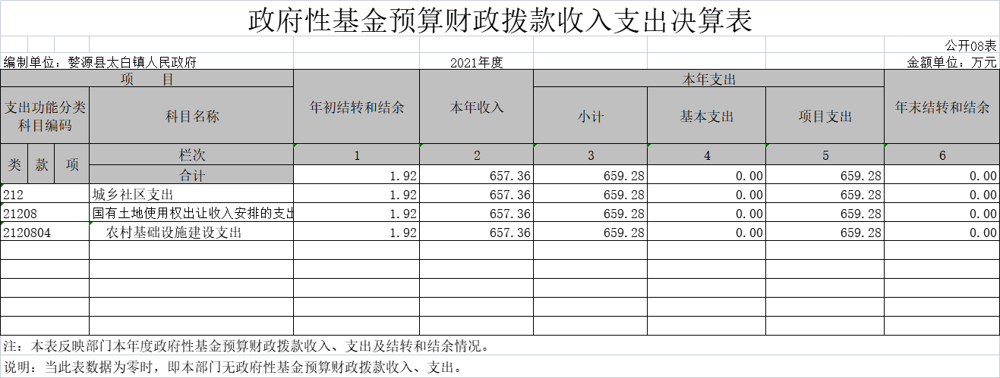 政府性基金预算财政拨款收入支出决算表
公开08表
编制单位：婺源县太白镇人民政府 2021年度 金额单位：万元
项 目 年初结转和结余 本年收入 本年支出 年末结转和结余
支出功能分类科目编码 科目名称 小计 基本支出 项目支出
类 款 项 栏次 1 2 3 4 5 6
合计 1.92 657.36 659.28 0.00 659.28 0.00
212 城乡社区支出 1.92 657.36 659.28 0.00 659.28 0.00
21208 国有土地使用权出让收入安排的支出 1.92 657.36 659.28 0.00 659.28 0.00
2120804 农村基础设施建设支出 1.92 657.36 659.28 0.00 659.28 0.00
注：本表反映部门本年度政府性基金预算财政拨款收入、支出及结转和结余情况。
说明：当此表数据为零时，即本部门无政府性基金预算财政拨款收入、支出。